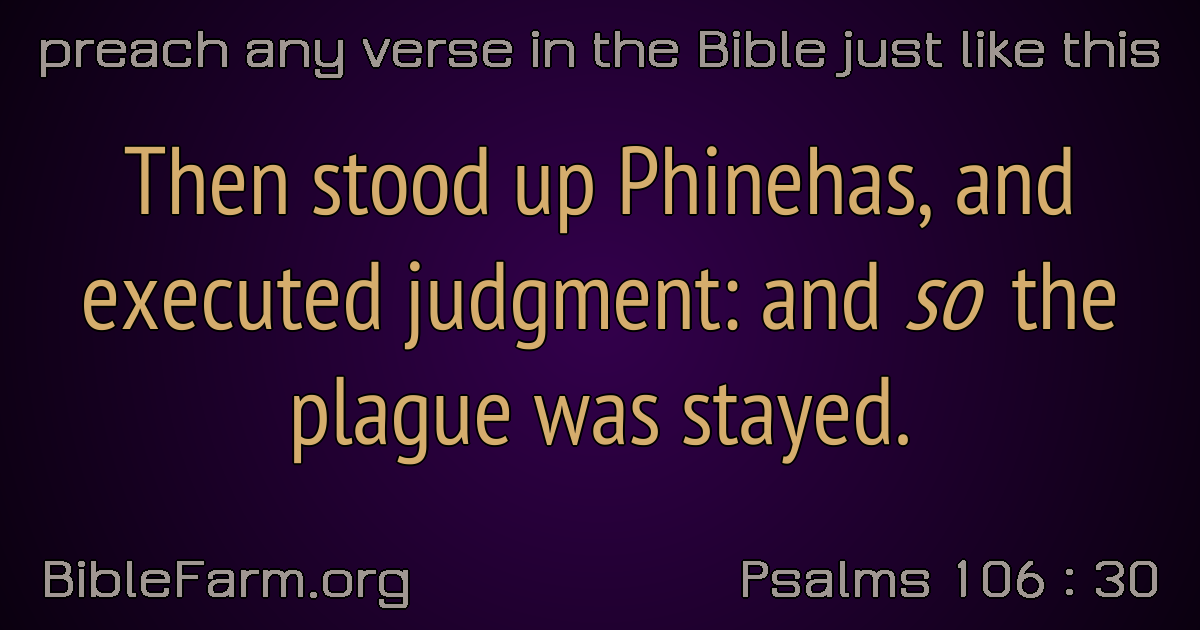 preach any verse in the Bible just like this
Then stood up Phinehas, and
executed judgment: and so the
plague was stayed.
BibleFarm.org
Psalms 106 : 30